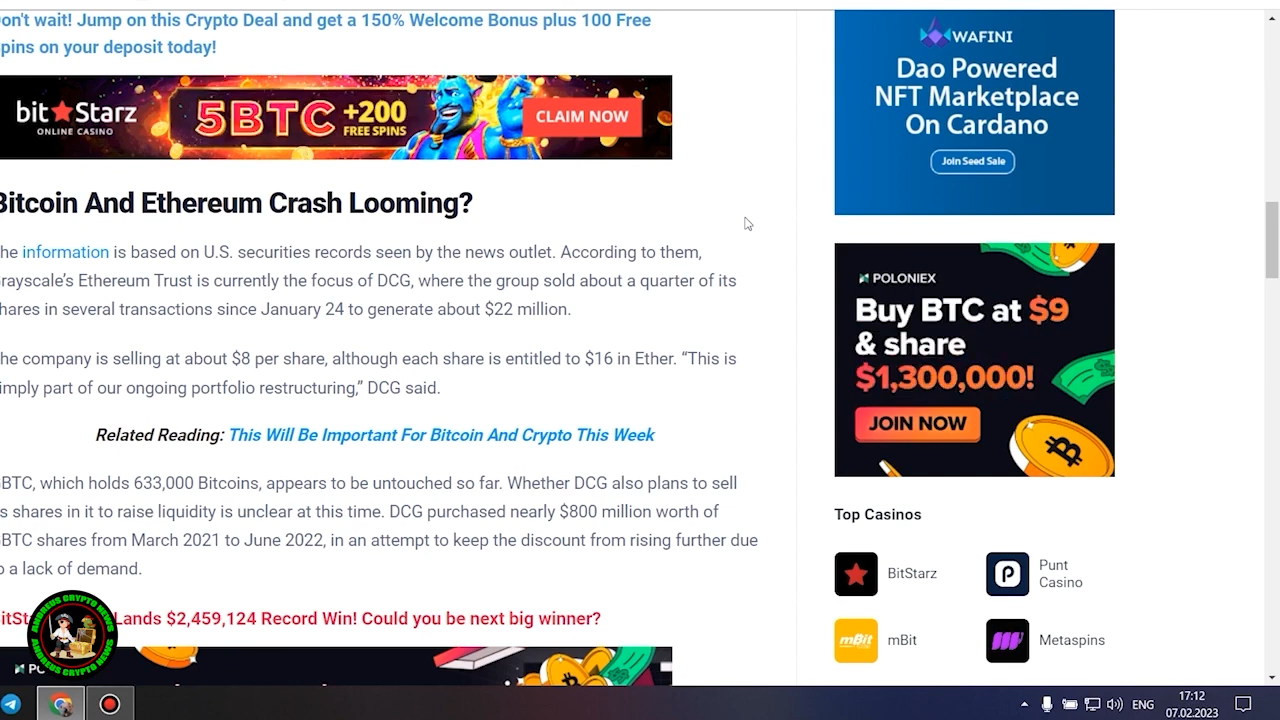 on't wait! Jump on this Crypto Deal and get a 150% Welcome Bonus plus 100 Free
pins on your deposit today!
bit★Starz
ONLINE CASINO
5BTC +200
FREE SPINS
CLAIM NOW
Bitcoin And Ethereum Crash Looming?
he information is based on U.S. securities records seen by the news outlet. According to them,
rayscale's Ethereum Trust is currently the focus of DCG, where the group sold about a quarter of its
hares in several transactions since January 24 to generate about $22 million.
he company is selling at about $8 per share, although each share is entitled to $16 in Ether. “This is
imply part of our ongoing portfolio restructuring,” DCG said.
Related Reading: This Will Be Important For Bitcoin And Crypto This Week
BTC, which holds 633,000 Bitcoins, appears to be untouched so far. Whether DCG also plans to sell
s shares in it to raise liquidity is unclear at this time. DCG purchased nearly $800 million worth of
BTC shares from March 2021 to June 2022, in an attempt to keep the discount from rising further due
o a lack of demand.
itSt Lands $2,459,124 Record Win! Could you be next big winner?
PO
ANDREUS CRYPTO NEWS
ANDREUS CRYPTO NEWS
WAFINI
Dao Powered
NFT Marketplace
On Cardano
Join Seed Sale
POLONIEX
Buy BTC at $9
& share
$1,300,000!
JOIN NOW
Top Casinos
BitStarz
Punt
Casino
mBit
mBit
Metaspins
ENG
17:12
07.02.2023